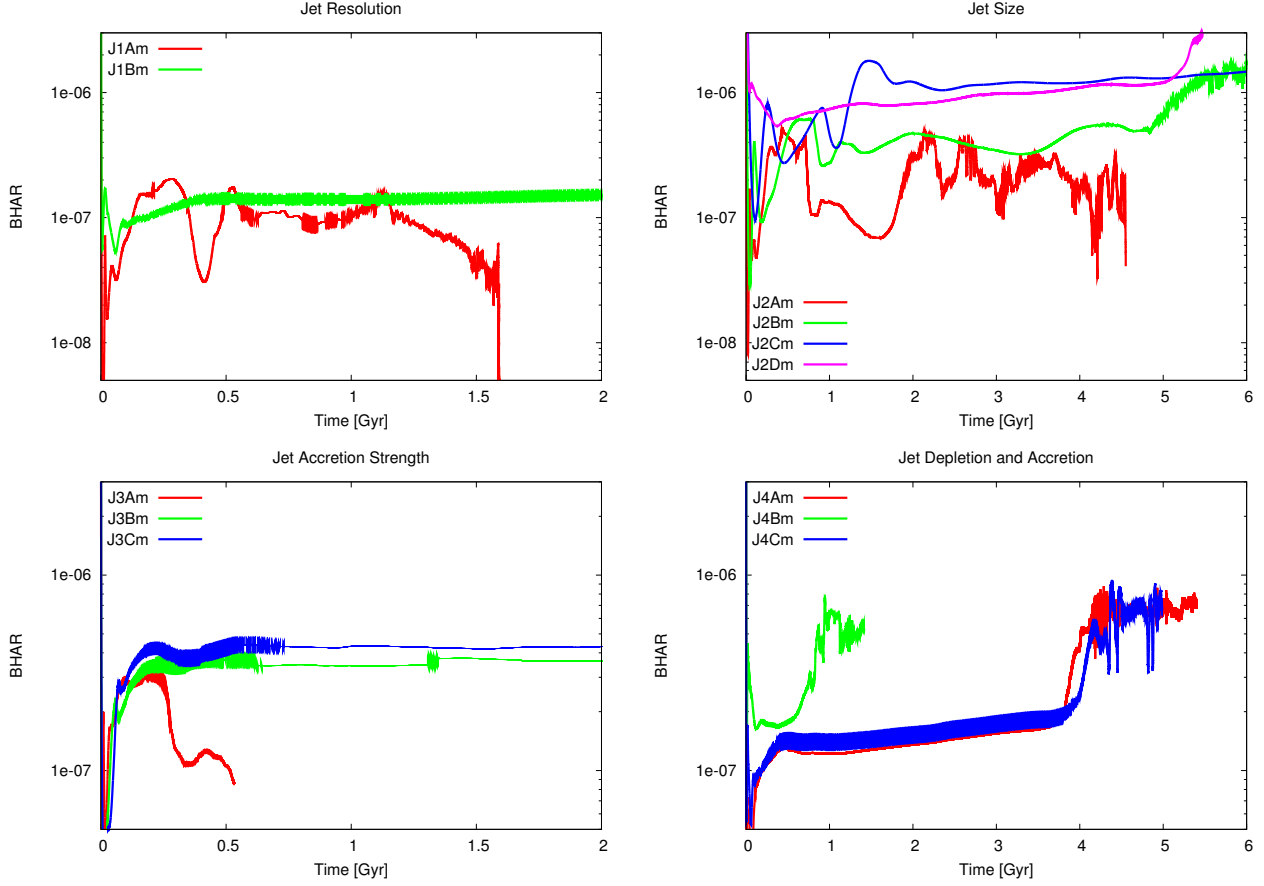 Jet Resolution
J1Am
J1Bm
1e-06
1e-07
1e-08
BHAR
0 0.5 1 1.5 2
Time [Gyr]
Jet Size
1e-06
1e-07
1e-08
BHAR
J2Am
J2Bm
J2Cm
J2Dm
0 1 2 3 4 5 6
Time [Gyr]
Jet Accretion Strength
J3Am
J3Bm
J3Cm
1e-06
1e-07
BHAR
0 0.5 1 1.5 2
Time [Gyr]
Jet Depletion and Accretion
J4Am
J4Bm
J4Cm
1e-06
1e-07
BHAR
0 1 2 3 4 5 6
Time [Gyr]